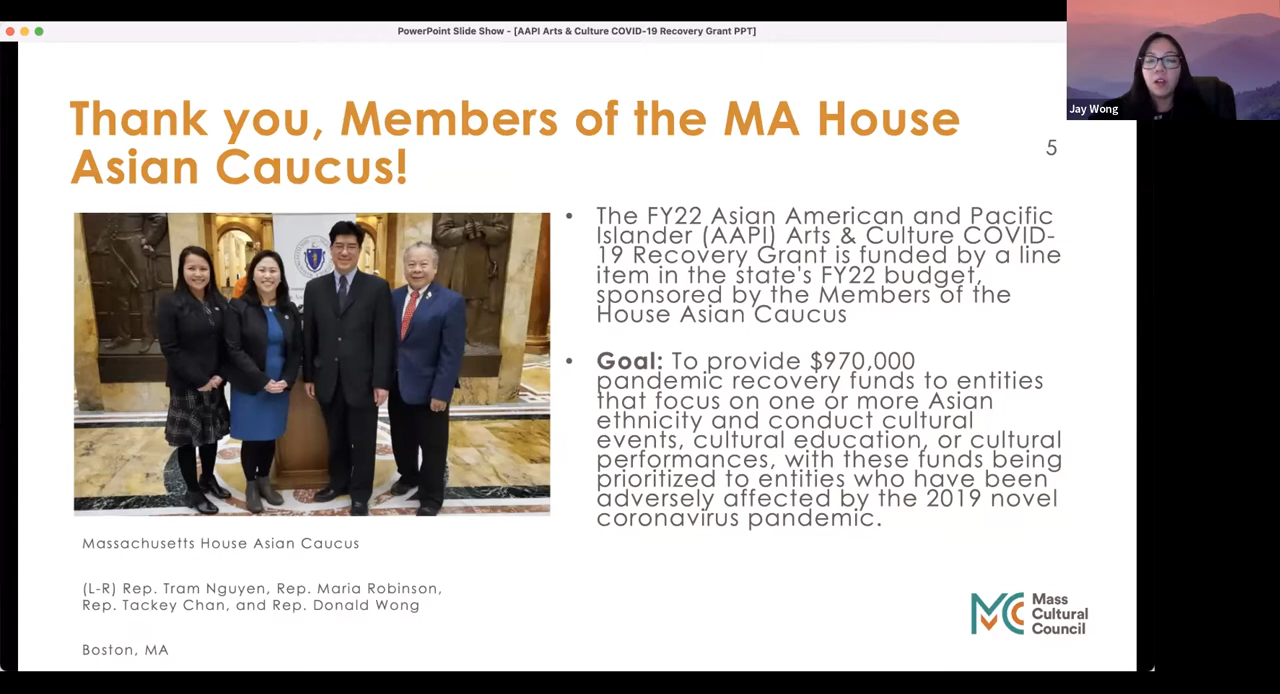 PowerPoint Slide Show - [AAPI Arts & Culture COVID-19 Recovery Grant PPT]
Jay Wong
Thank you, Members of the MA House
Asian Caucus!
5
• The FY22 Asian American and Pacific
Islander (AAPI) Arts & Culture COVID-
19 Recovery Grant is funded by a line
item in the state's FY22 budget,
sponsored by the Members of the
House Asian Caucus
• Goal: To provide $970,000
pandemic recovery funds to entities
that focus on one or more Asian
ethnicity and conduct cultural
events, cultural education, or cultural
performances, with these funds being
prioritized to entities who have been
adversely affected by the 2019 novel
coronavirus pandemic.
Massachusetts House Asian Caucus
(L-R) Rep. Tram Nguyen, Rep. Maria Robinson,
Rep. Tackey Chan, and Rep. Donald Wong
Boston, MA
Mass
Cultural
Council